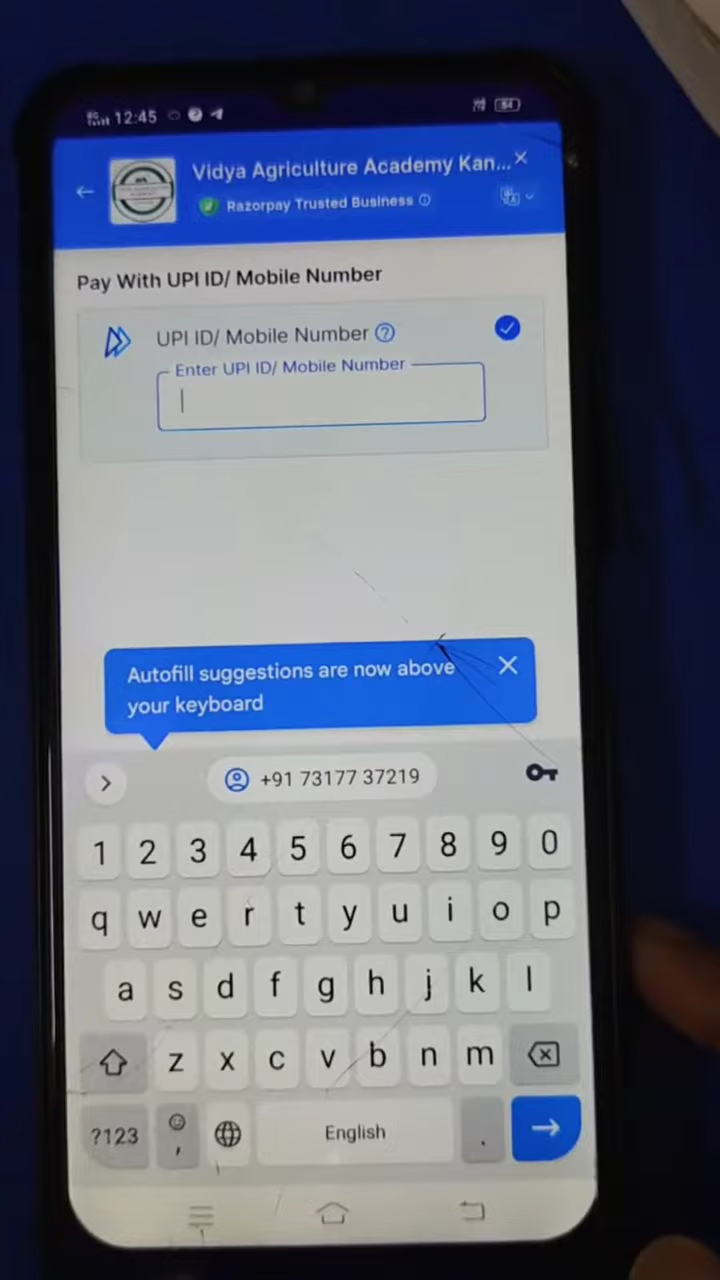 12:45
54
Vidya Agriculture Academy Kan...
Razorpay Trusted Business
Pay With UPI ID/ Mobile Number
UPI ID/ Mobile Number
Enter UPI ID/ Mobile Number
Autofill suggestions are now above
your keyboard
+91 73177 37219
1 2 3 4 5 6 7 8 9 0
q w e r t y u i o p
a s d f g h j k l
z x c v b n m
?123 , English .